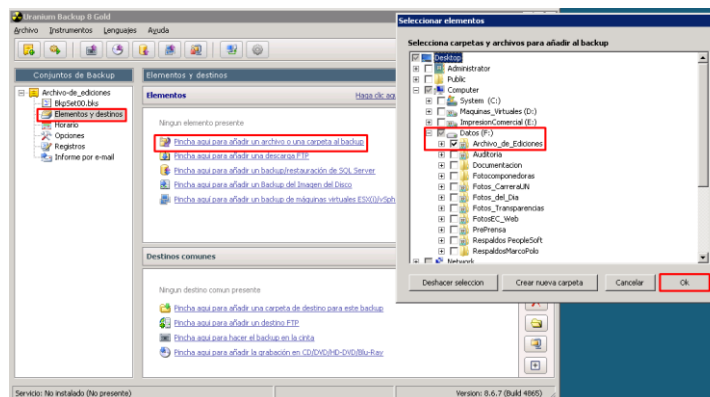 Uranium Backup 8 Gold
Archivo Instrumentos Lenguajes Ayuda
Conjuntos de Backup
Archivo-de_ediciones
BkpSet00.bks
Elementos y destinos
Horario
Opciones
Registros
Informe por e-mail
Elementos y destinos
Elementos
Haga clic aq
Ningun elemento presente
Pincha aqui para añadir un archivo o una carpeta al backup
Pincha aqui para añadir una descarga FTP
Pincha aqui para añadir un backup/restauración de SQL Server
Pincha aqui para añadir un Backup del Imagen del Disco
Pincha aqui para añadir un backup de máquinas virtuales ESX(i)/vSph
Destinos comunes
Ningun destino comun presente
Pincha aqui para añadir una carpeta de destino para este backup
Pincha aqui para añadir un destino FTP
Pincha aqui para hacer el backup en la cinta
Pincha aqui para añadir la grabación en CD/DVD/HD-DVD/Blu-Ray
Servicio: No instalado (No presente)
Version: 8.6.7 (Build 4865)
Seleccionar elementos
Selecciona carpetas y archivos para añadir al backup
Desktop
Administrator
Public
Computer
System (C:)
Maquinas_Virtuales (D:)
ImpresionComercial (E:)
Datos (F:)
Archivo_de_Ediciones
Auditoria
Documentacion
Fotocomponedoras
Fotos_CarreraUN
Fotos_del_Dia
Fotos_Transparencias
FotosEC_Web
PrePrensa
Respaldos PeopleSoft
RespaldosMarcoPolo
Network
Deshacer seleccion
Crear nueva carpeta
Cancelar
Ok